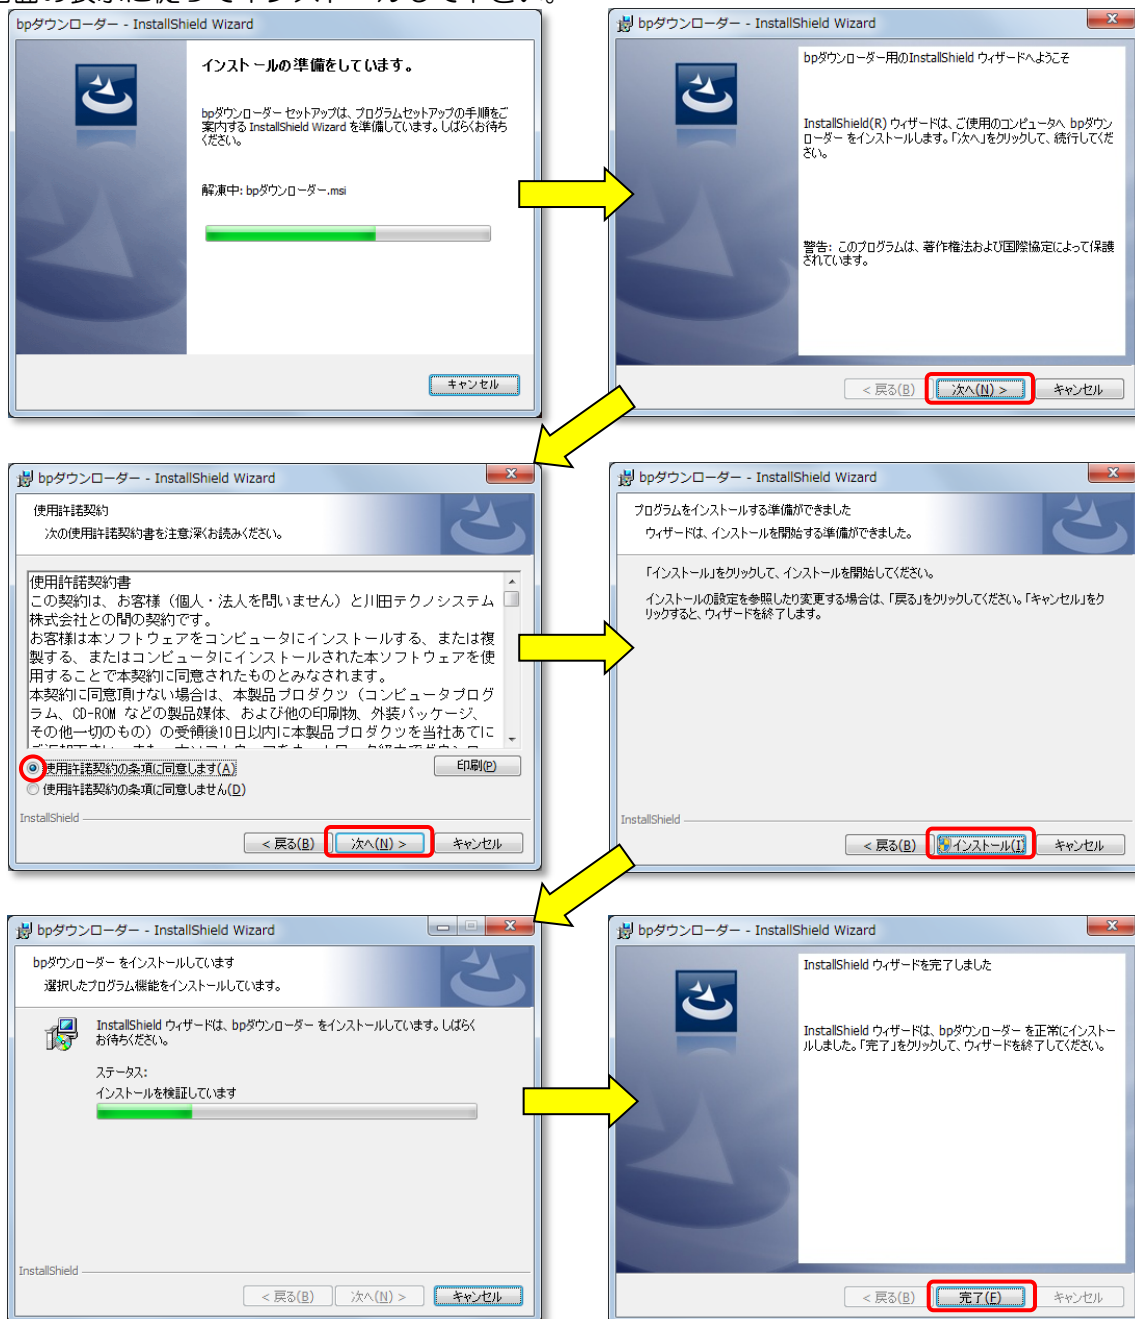 画面の表示に従ってインストールして下さい。
bpダウンローダー - InstallShield Wizard
インストールの準備をしています。
bpダウンローダー セットアップは、プログラムセットアップの手順をご
案内する InstallShield Wizard を準備しています。しばらくお待ち
ください。
解凍中: bpダウンローダー.msi
キャンセル
bpダウンローダー - InstallShield Wizard
bpダウンローダー用のInstallShield ウィザードへようこそ
InstallShield(R) ウィザードは、ご使用のコンピュータへ bpダウン
ローダー をインストールします。「次へ」をクリックして、続行してくだ
さい。
警告: このプログラムは、著作権法および国際協定によって保護
されています。
< 戻る(B)
次へ(N) >
キャンセル
bpダウンローダー - InstallShield Wizard
使用許諾契約
次の使用許諾契約書を注意深くお読みください。
使用許諾契約書
この契約は、お客様（個人・法人を問いません）と川田テクノシステム
株式会社との間の契約です。
お客様は本ソフトウェアをコンピュータにインストールする、または複
製する、またはコンピュータにインストールされた本ソフトウェアを使
用することで本契約に同意されたものとみなされます。
本契約に同意頂けない場合は、本製品プロダクツ（コンピュータプログ
ラム、CD-ROM などの製品媒体、および他の印刷物、外装パッケージ、
その他一切のもの）の受領後10日以内に本製品プロダクツを当社あてに
使用許諾契約の条項に同意します(A)
印刷(P)
使用許諾契約の条項に同意しません(D)
InstallShield
< 戻る(B)
次へ(N) >
キャンセル
bpダウンローダー - InstallShield Wizard
プログラムをインストールする準備ができました
ウィザードは、インストールを開始する準備ができました。
「インストール」をクリックして、インストールを開始してください。
インストールの設定を参照したり変更する場合は、「戻る」をクリックしてください。「キャンセル」をク
リックすると、ウィザードを終了します。
InstallShield
< 戻る(B)
インストール(I)
キャンセル
bpダウンローダー - InstallShield Wizard
bpダウンローダー をインストールしています
選択したプログラム機能をインストールしています。
InstallShield ウィザードは、bpダウンローダー をインストールしています。しばらく
お待ちください。
ステータス:
インストールを検証しています
InstallShield
< 戻る(B)
次へ(N) >
キャンセル
bpダウンローダー - InstallShield Wizard
InstallShield ウィザードを完了しました
InstallShield ウィザードは、bpダウンローダー を正常にインストー
ルしました。「完了」をクリックして、ウィザードを終了してください。
< 戻る(B)
完了(F)
キャンセル